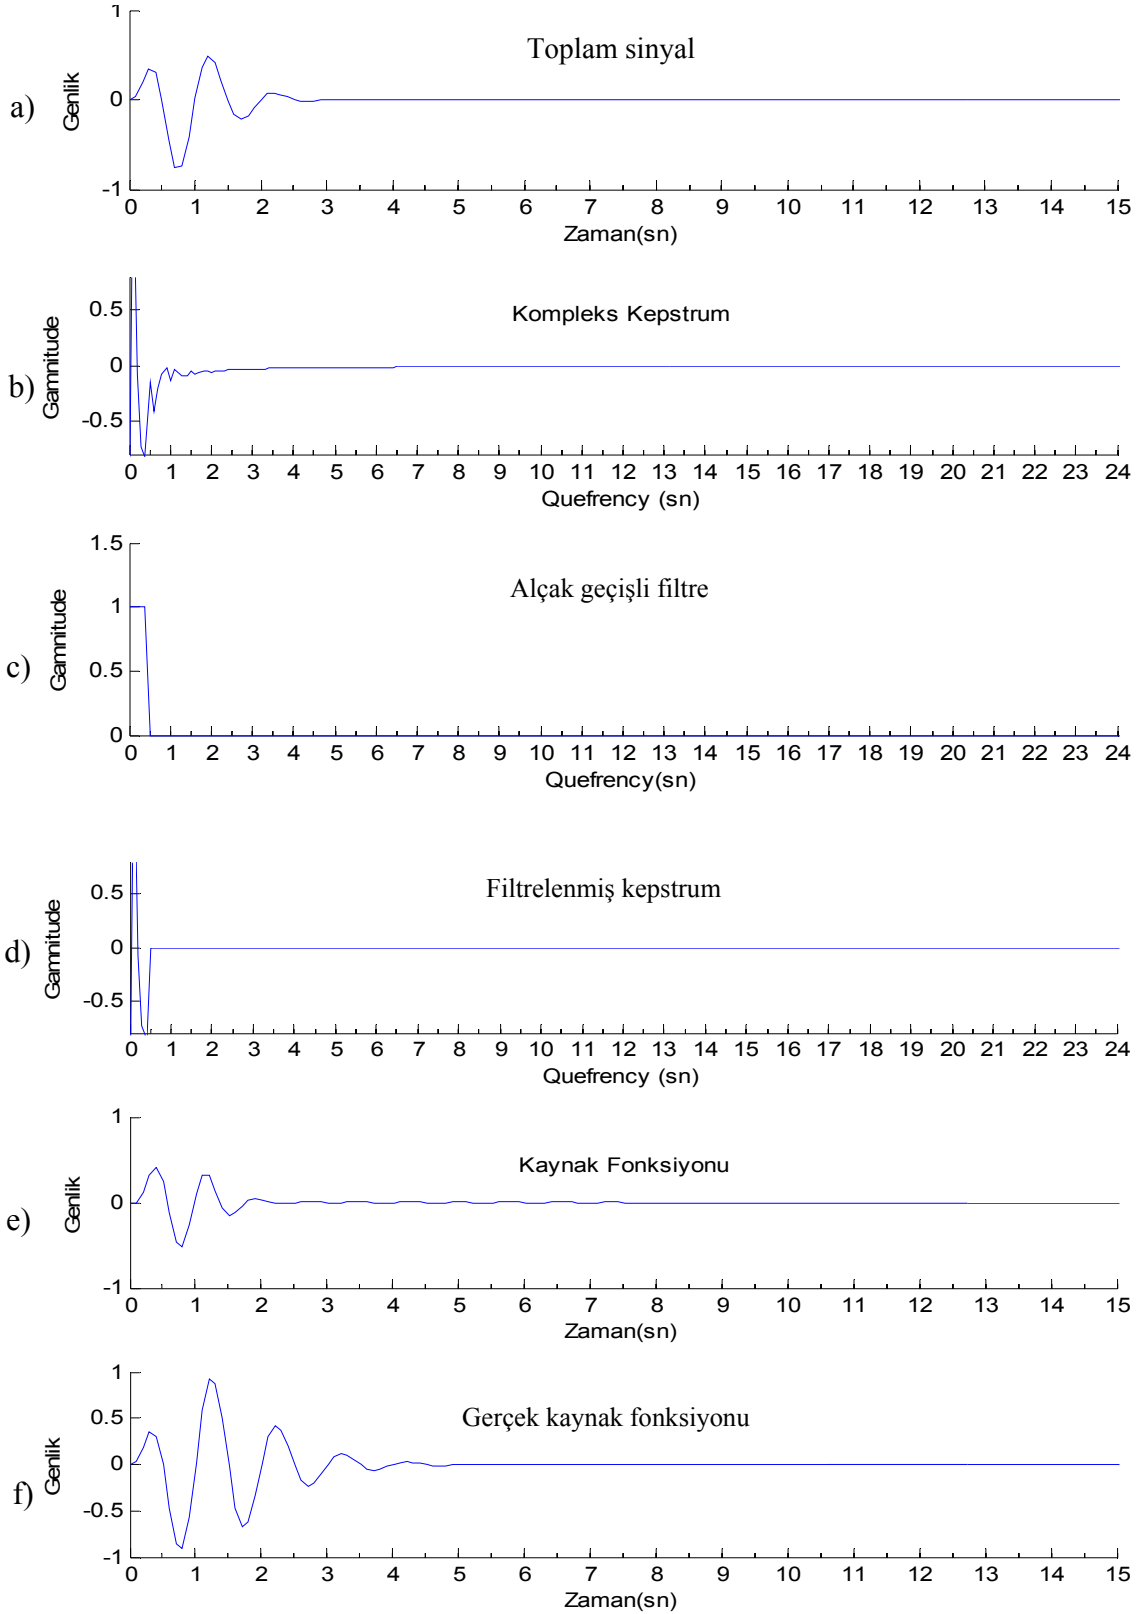 a)
Toplam sinyal
Genlik
1
0
-1
0 1 2 3 4 5 6 7 8 9 10 11 12 13 14 15
Zaman(sn)
b)
Kompleks Kepstrum
Gamnitude
0.5
0
-0.5
0 1 2 3 4 5 6 7 8 9 10 11 12 13 14 15 16 17 18 19 20 21 22 23 24
Quefrency (sn)
c)
Alçak geçişli filtre
Gamnitude
1.5
1
0.5
0
0 1 2 3 4 5 6 7 8 9 10 11 12 13 14 15 16 17 18 19 20 21 22 23 24
Quefrency(sn)
d)
Filtrelenmiş kepstrum
Gamnitude
0.5
0
-0.5
0 1 2 3 4 5 6 7 8 9 10 11 12 13 14 15 16 17 18 19 20 21 22 23 24
Quefrency (sn)
e)
Kaynak Fonksiyonu
Genlik
1
0
-1
0 1 2 3 4 5 6 7 8 9 10 11 12 13 14 15
Zaman(sn)
f)
Gerçek kaynak fonksiyonu
Genlik
1
0.5
0
-0.5
-1
0 1 2 3 4 5 6 7 8 9 10 11 12 13 14 15
Zaman(sn)